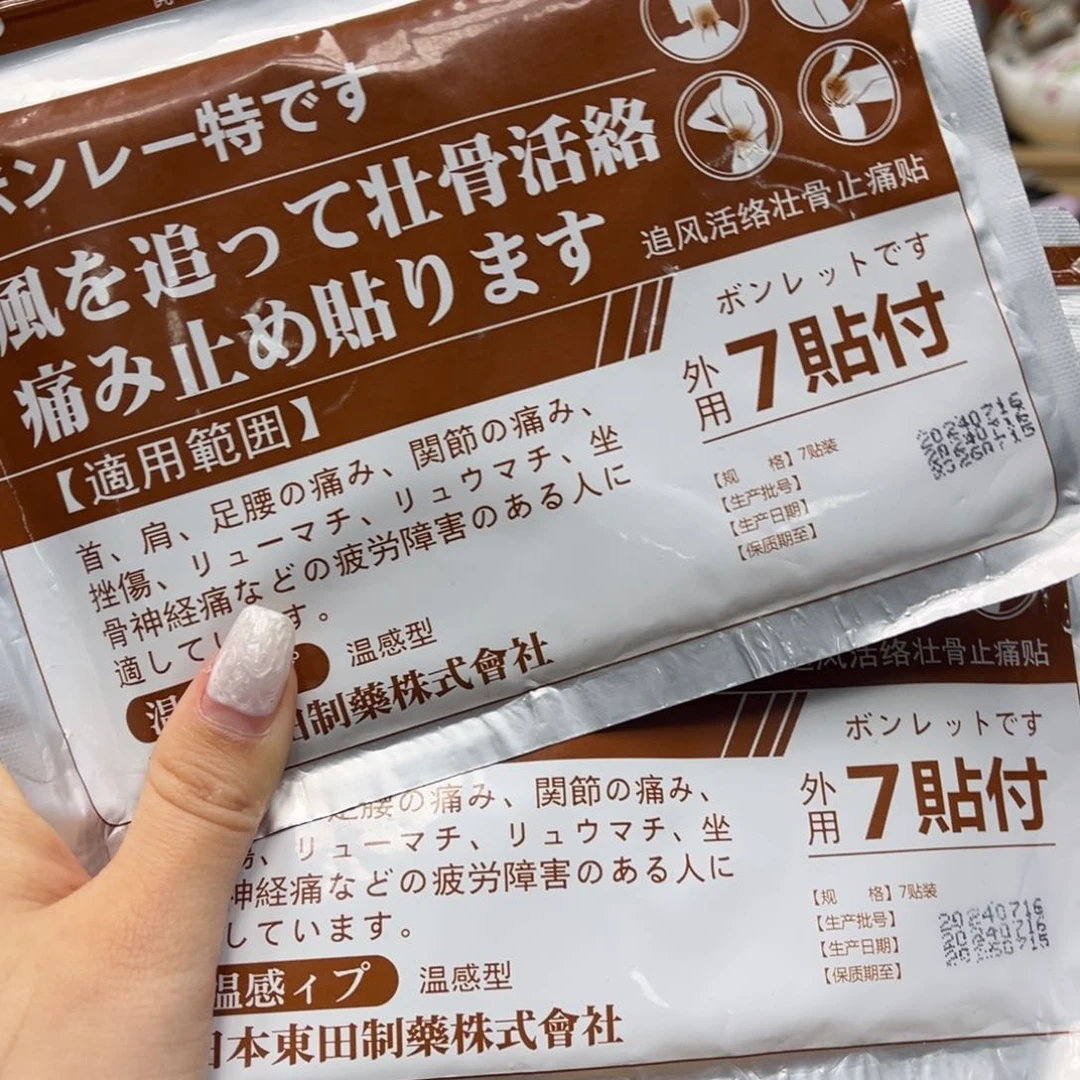 ンレー特です
風を追って壮骨活絡
痛み止め貼ります
追风活络壮骨止痛贴
【適用範囲】
首、肩、足腰の痛み、関節の痛み、
挫傷、リューマチ、リュウマチ、坐
骨神経痛などの疲労障害のある人に
適して す。
温感型
田制藥株式會社
ボンレットです
外用 7貼付
【规 格】7贴装
【生产批号】
【生产日期】
【保质期至】
20240716
20240716
活络壮骨止痛贴
ボンレットです
外用 7貼付
足腰の痛み、関節の痛み、
、リューマチ、リュウマチ、坐
神経痛などの疲労障害のある人に
しています。
温感ィプ 温感型
日本東田制藥株式會社
【规 格】7贴装
【生产批号】 20240716
【生产日期】 20240716
【保质期至】